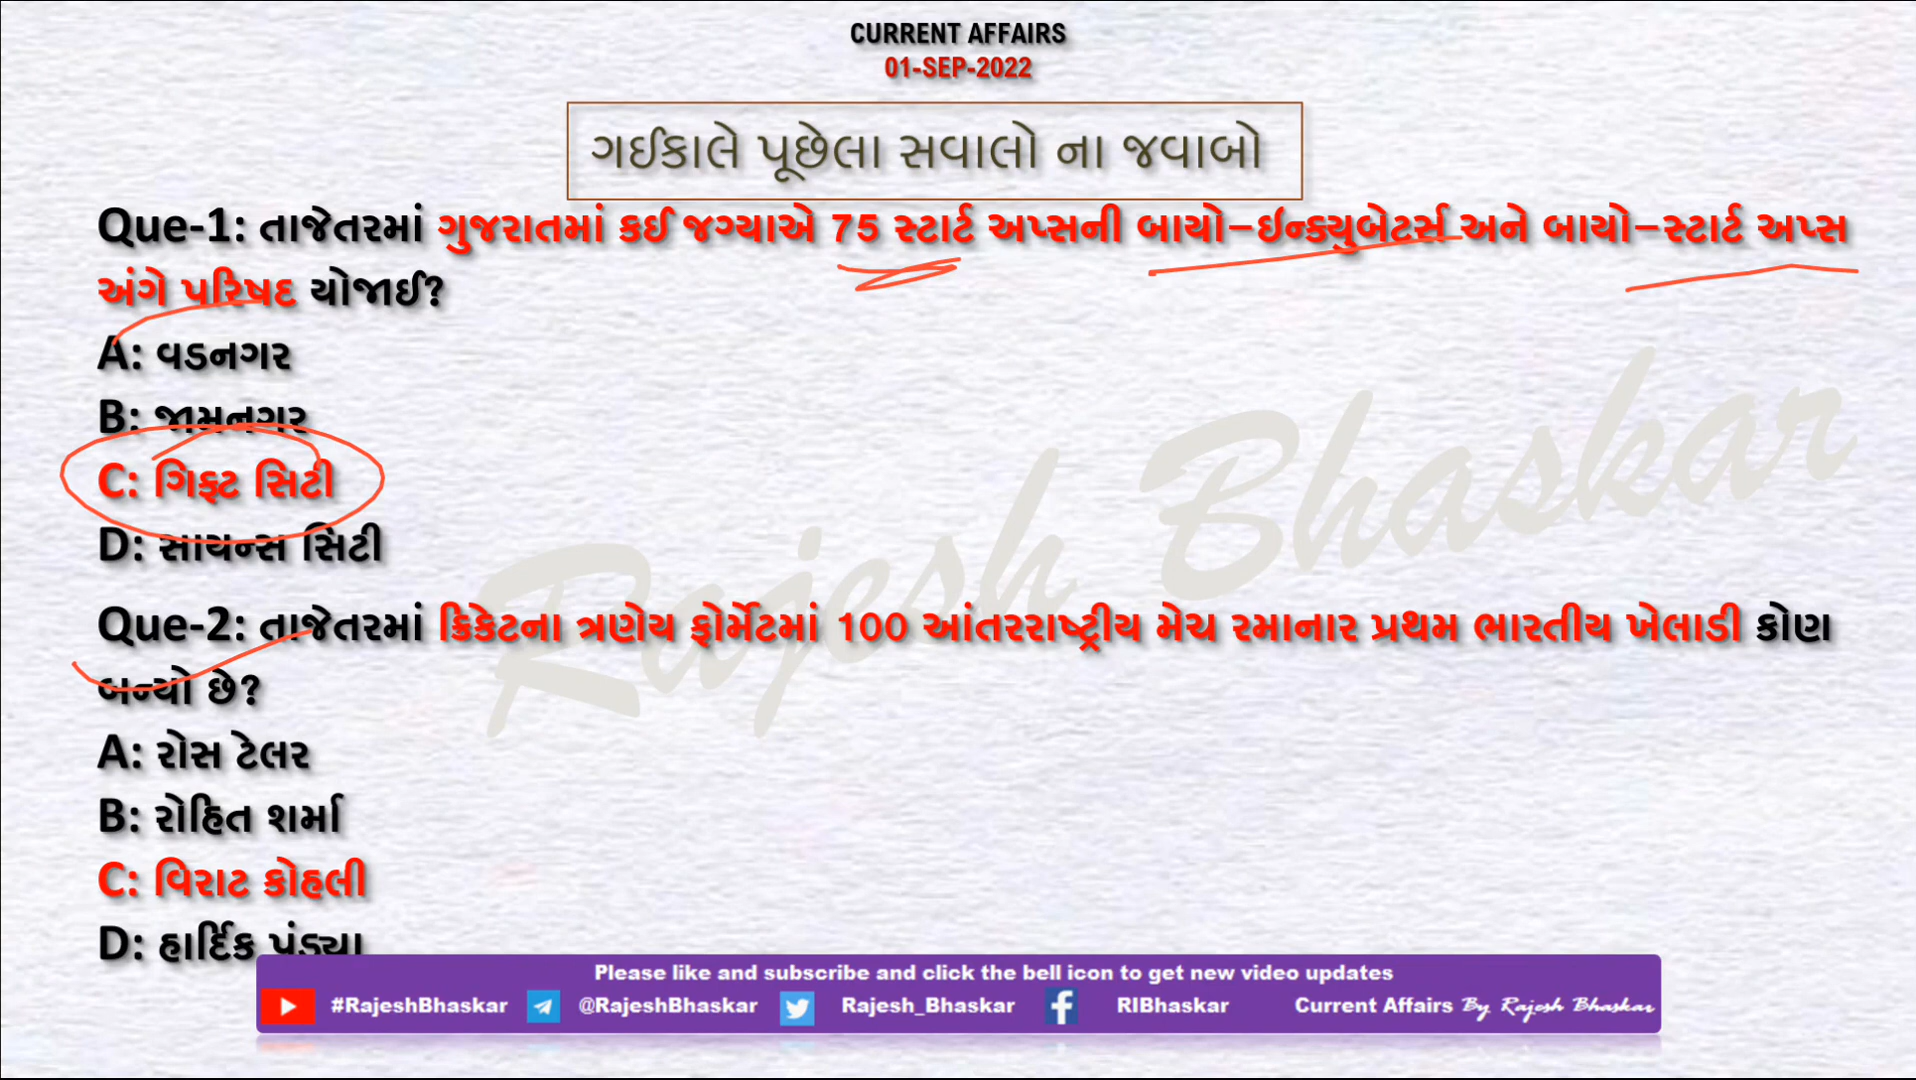 CURRENT AFFAIRS
01-SEP-2022
ગઈકાલે પૂછેલા સવાલો ના જવાબો
Que-1: તાજેતરમાં ગુજરાતમાં કઈ જગ્યાએ 75 સ્ટાર્ટ અપ્સની બાયો-ઈન્ક્યુબેટર્સ અને બાયો-સ્ટાર્ટ અપ્સ
અંગે પરિષદ યોજાઈ?
A: વડનગર
B: જામનગર
C: ગિફ્ટ સિટી
D: સાયન્સ સિટી
Que-2: તાજેતરમાં ક્રિકેટના ત્રણેય ફોર્મેટમાં 100 આંતરરાષ્ટ્રીય મેચ રમાનાર પ્રથમ ભારતીય ખેલાડી કોણ
બન્યો છે?
A: રોસ ટેલર
B: રોહિત શર્મા
C: વિરાટ કોહલી
D: હાર્દિક પંડ્યા
Rajesh Bhaskar
Please like and subscribe and click the bell icon to get new video updates
#RajeshBhaskar @RajeshBhaskar Rajesh_Bhaskar RIBhaskar Current Affairs By Rajesh Bhaskar